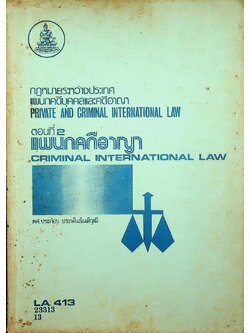 กฎหมายระหว่างประเทศ
แผนกคดีบุคคลและคดีอาญา
PRIVATE AND CRIMINAL INTERNATIONAL LAW
ตอนที่ 2
แผนกคดีอาญา
CRIMINAL INTERNATIONAL LAW
LA 413
23313
13